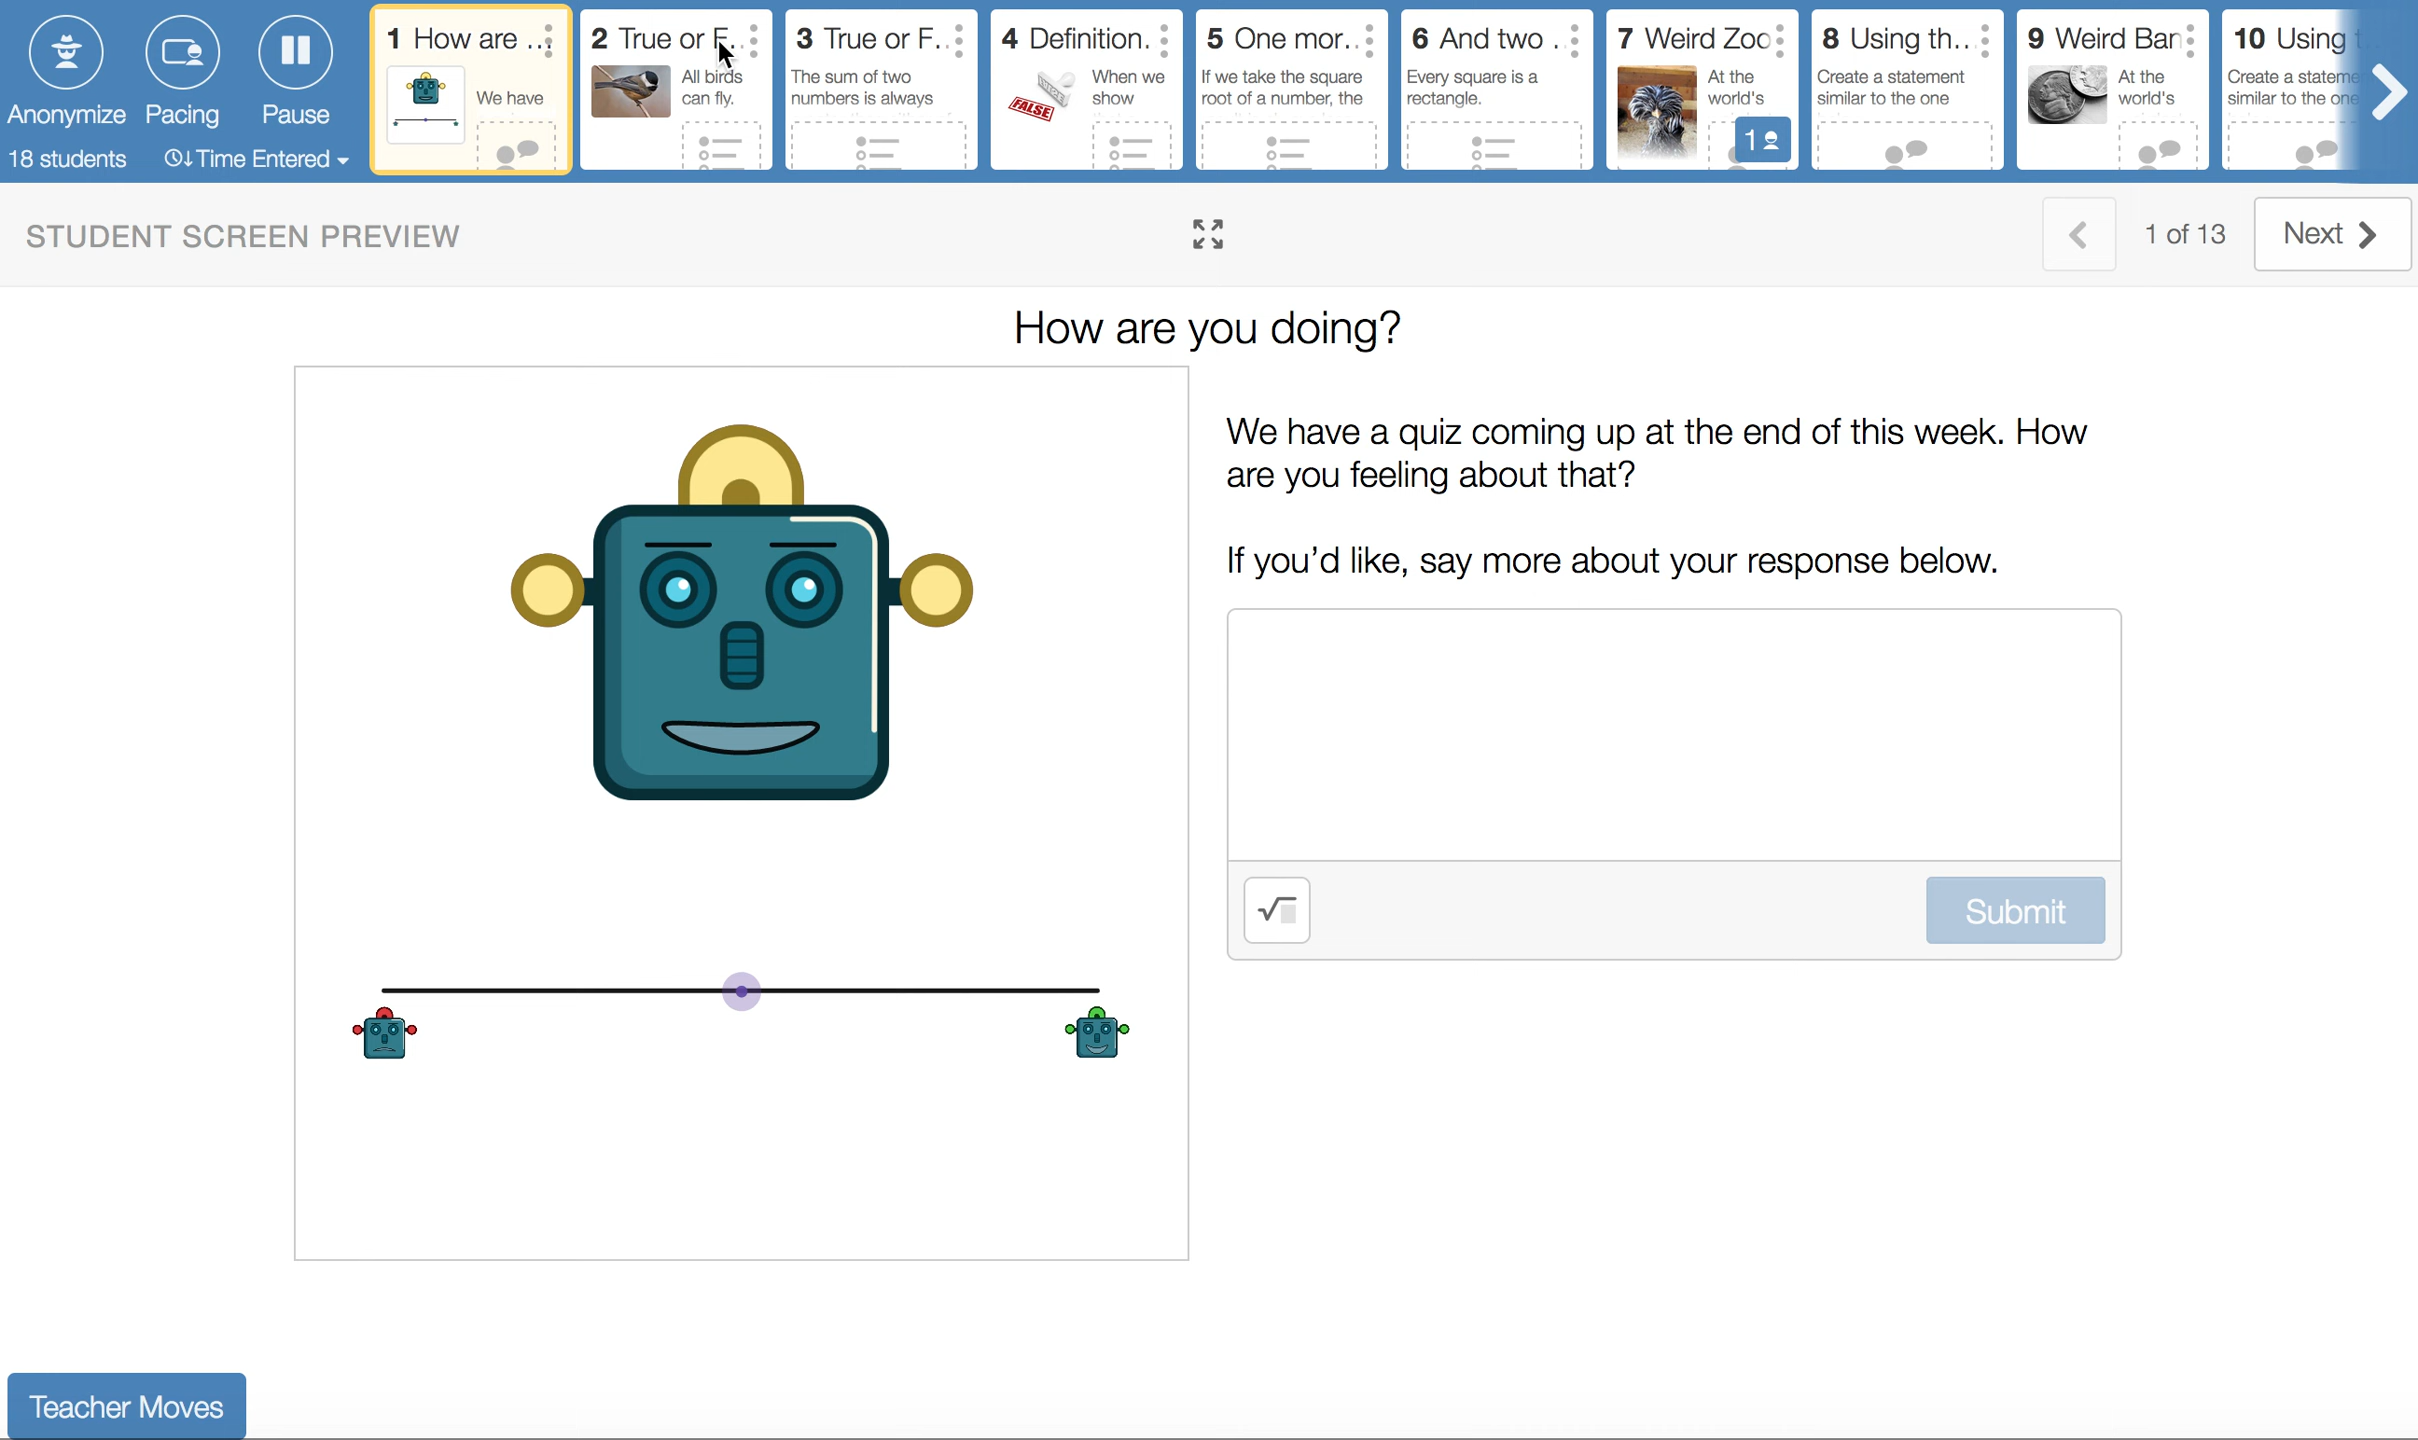 1 How are ...
2 True or F..
3 True or F..
4 Definition.
5 One mor..
6 And two .
7 Weird Zoo
8 Using th...
9 Weird Ban
10 Using t
We have
All birds
can fly.
The sum of two
numbers is always
FALSE
When we
show
If we take the square
root of a number, the
Every square is a
rectangle.
At the
world's
1
Create a statement
similar to the one
At the
world's
Create a stateme
similar to the one
Anonymize
Pacing
Pause
18 students
Time Entered
STUDENT SCREEN PREVIEW
1 of 13
Next
How are you doing?
We have a quiz coming up at the end of this week. How
are you feeling about that?
If you’d like, say more about your response below.
√
Submit
Teacher Moves